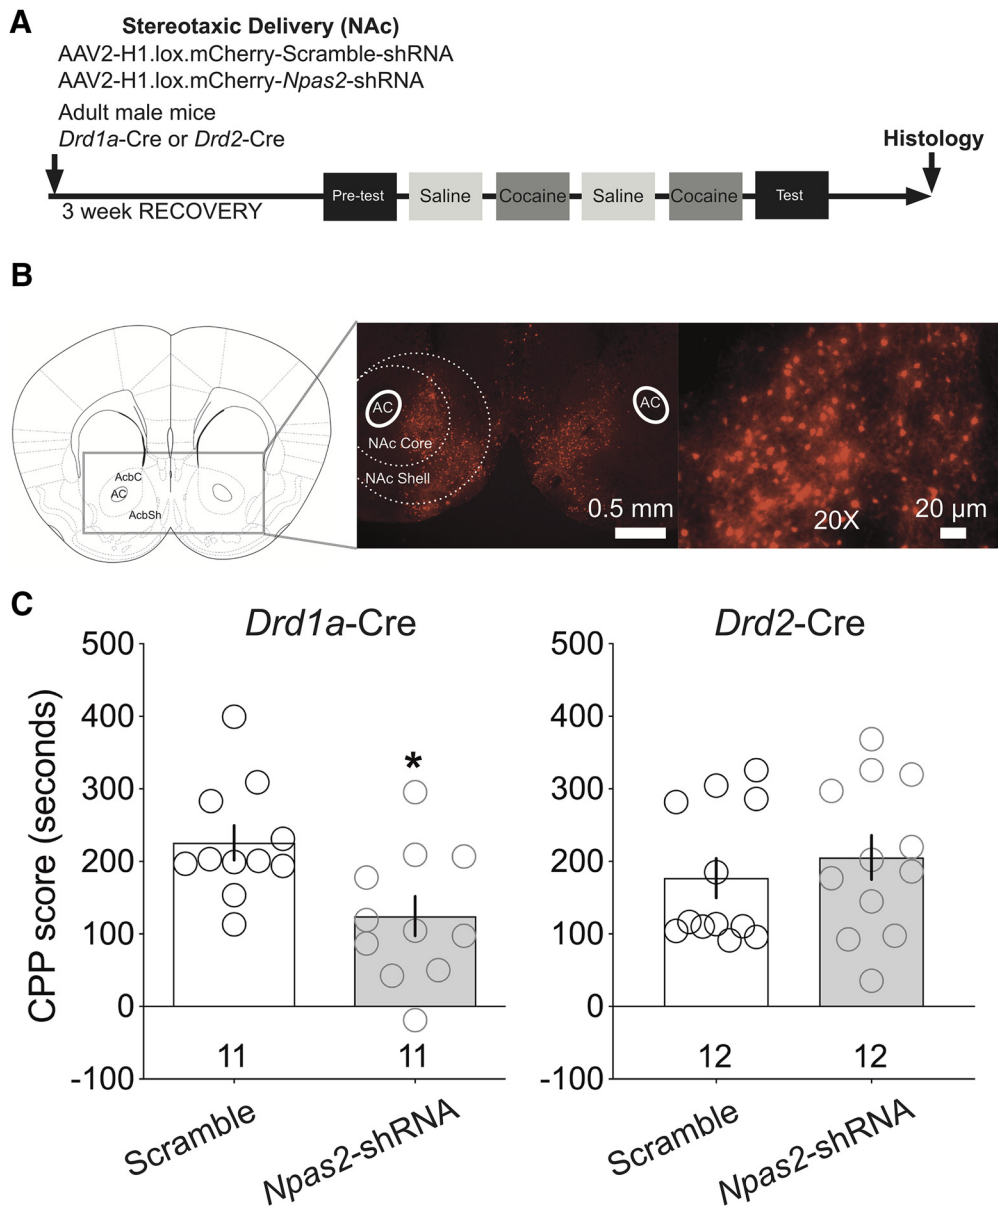 A
Stereotaxic Delivery (NAc)
AAV2-H1.lox.mCherry-Scramble-shRNA
AAV2-H1.lox.mCherry-Npas2-shRNA
Adult male mice
Drd1a-Cre or Drd2-Cre
Histology
Pre-test Saline Cocaine Saline Cocaine Test
3 week RECOVERY
B
AcbC
AC
AcbSh
AC
NAc Core
NAc Shell
AC
0.5 mm
20X
20 µm
C
Drd1a-Cre
CPP score (seconds)
500
400
300
200
100
0
-100
*
11 11
Scramble
Npas2-shRNA
Drd2-Cre
500
400
300
200
100
0
-100
12 12
Scramble
Npas2-shRNA